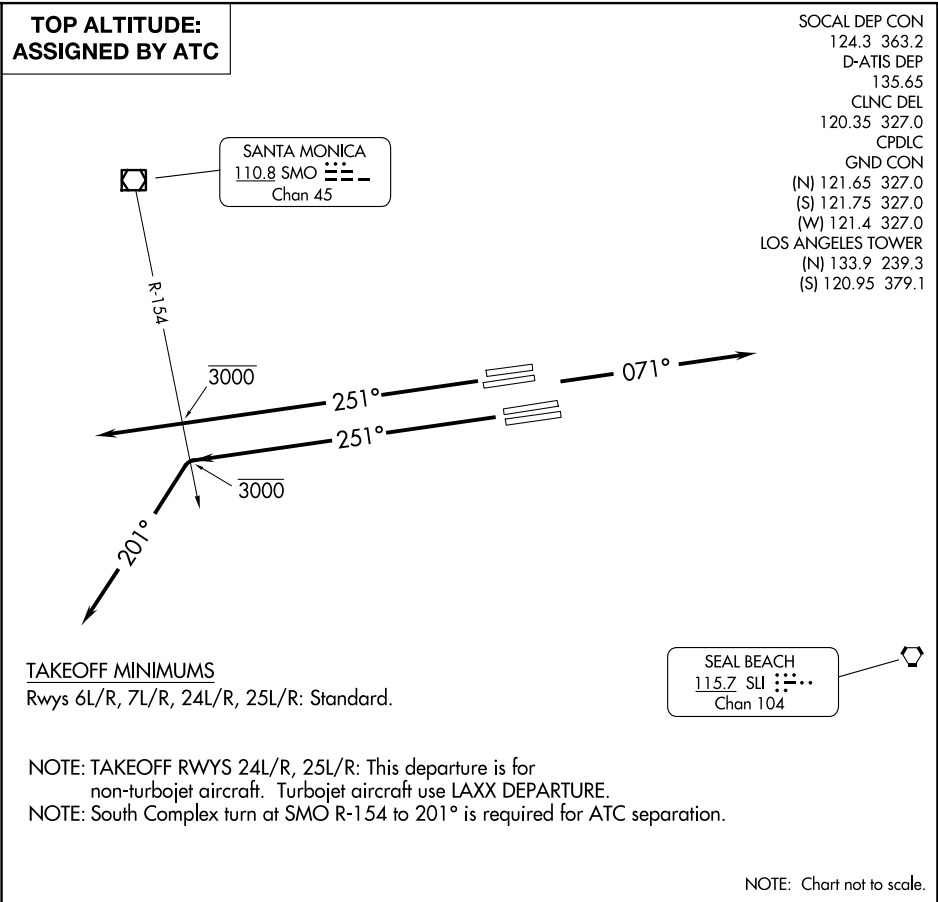 TOP ALTITUDE:
ASSIGNED BY ATC
SOCAL DEP CON
124.3 363.2
D-ATIS DEP
135.65
CLNC DEL
120.35 327.0
CPDLC
GND CON
(N) 121.65 327.0
(S) 121.75 327.0
(W) 121.4 327.0
LOS ANGELES TOWER
(N) 133.9 239.3
(S) 120.95 379.1
SANTA MONICA
110.8 SMO
Chan 45
R-154
3000
251°
071°
251°
3000
201°
TAKEOFF MINIMUMS
Rwys 6L/R, 7L/R, 24L/R, 25L/R: Standard.
SEAL BEACH
115.7 SLI
Chan 104
NOTE: TAKEOFF RWYS 24L/R, 25L/R: This departure is for
non-turbojet aircraft. Turbojet aircraft use LAXX DEPARTURE.
NOTE: South Complex turn at SMO R-154 to 201° is required for ATC separation.
NOTE: Chart not to scale.